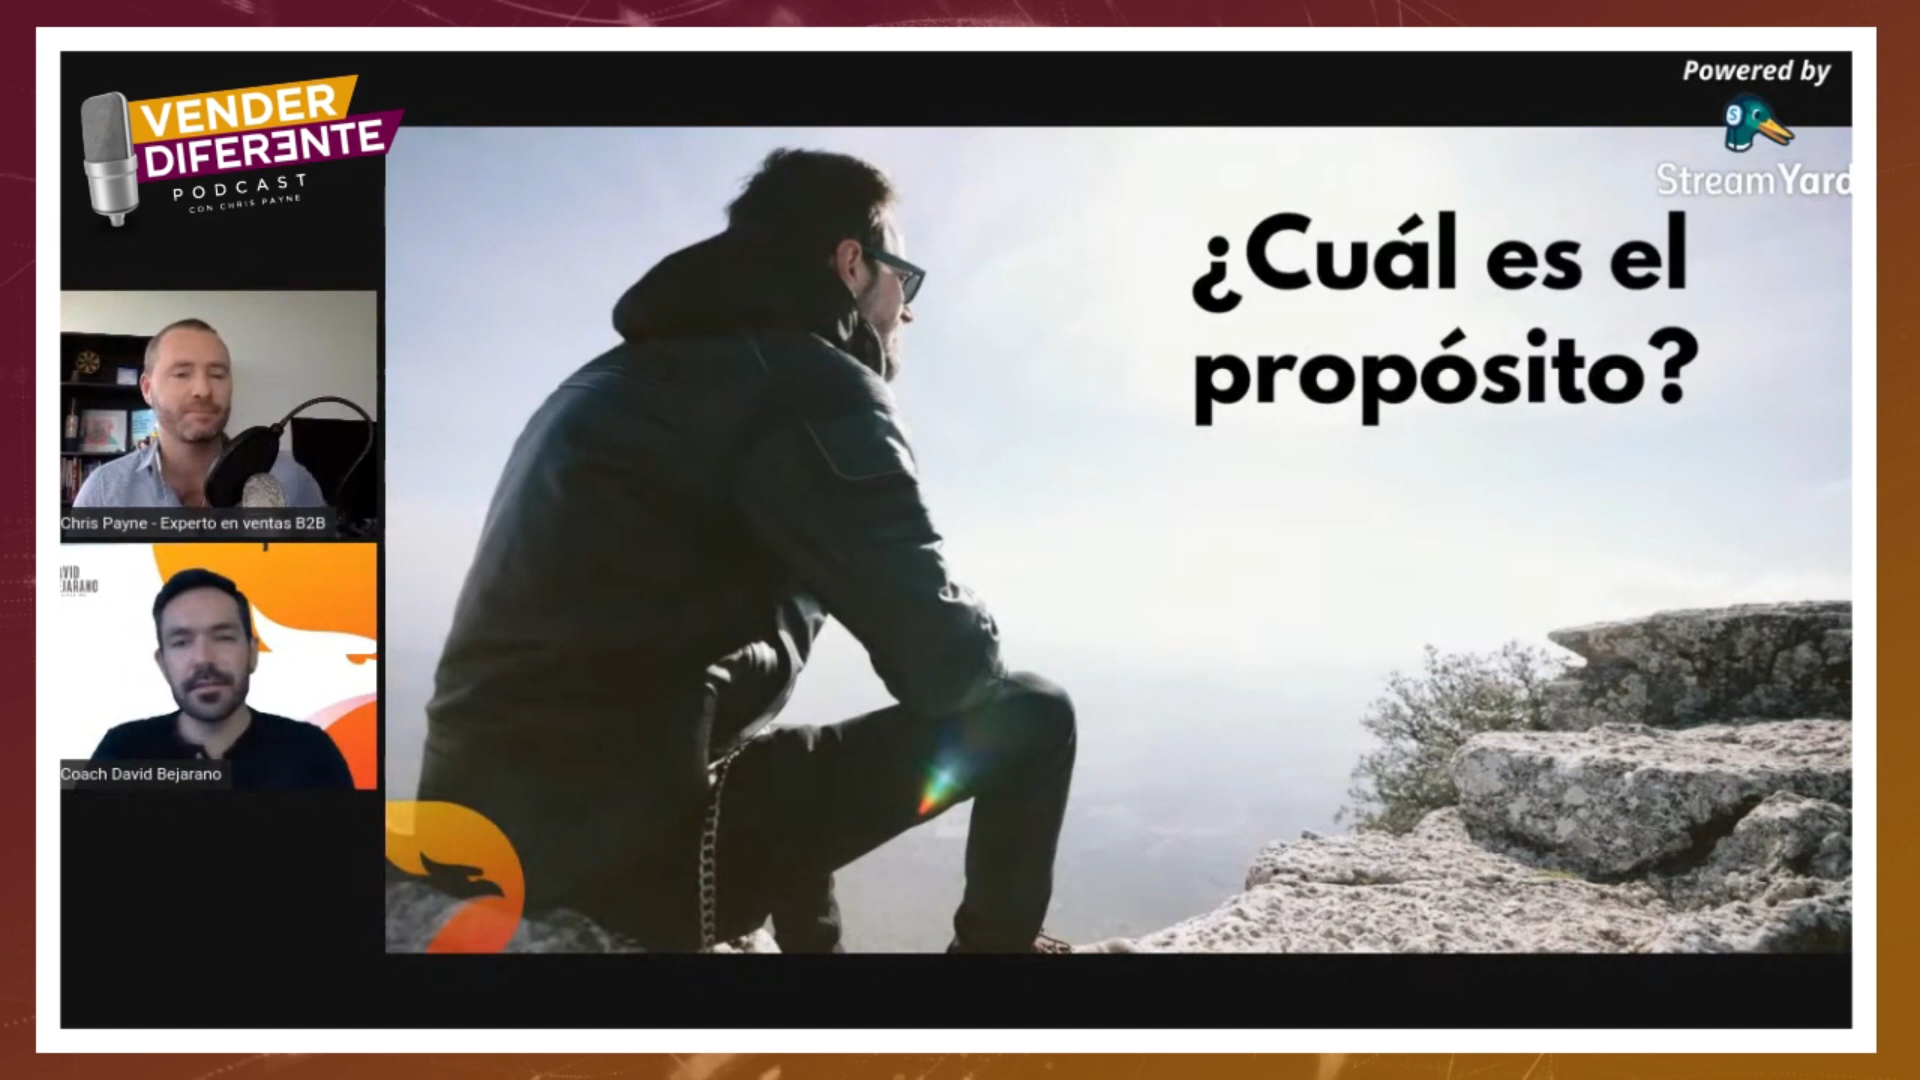 VENDER
DIFERƎNTE
PODCAST
CON CHRIS PAYNE
Powered by
S
StreamYard
¿Cuál es el
propósito?
Chris Payne - Experto en ventas B2B
Coach David Bejarano